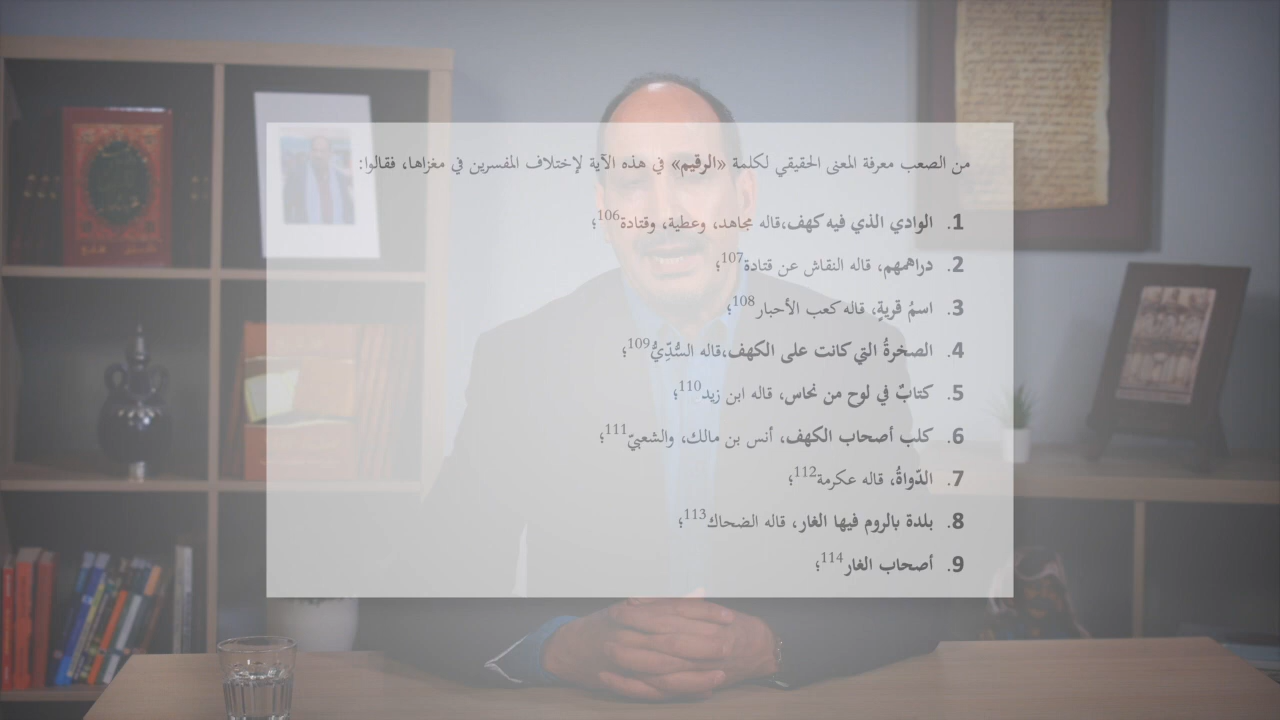 من الصعب معرفة المعنى الحقيقي لكلمة «الرقيم» في هذه الآية لإختلاف المفسرين في مغزاها، فقالوا:
1. الوادي الذي فيه كهف،قاله مجاهد، وعطية، وقتادة106؛
2. دراهمهم، قاله النقاش عن قتادة107؛
3. اسمُ قريةٍ، قاله كعب الأحبار108؛
4. الصخرةُ التي كانت على الكهف،قاله السُّدِّيُّ109؛
5. كتابٌ في لوح من نحاس، قاله ابن زيد110؛
6. كلب أصحاب الكهف، أنس بن مالك، والشعبيّ111؛
7. الدّواةُ، قاله عكرمة112؛
8. بلدة بالروم فيها الغار، قاله الضحاك113؛
9. أصحاب الغار114؛